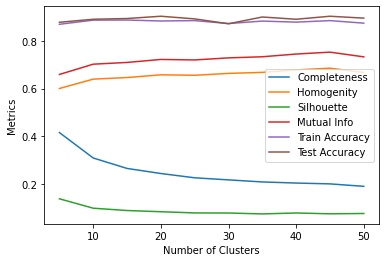 0.8
0.6
0.4
0.2
Metrics
10
20
30
40
50
Number of Clusters
Completeness
Homogenity
Silhouette
Mutual Info
Train Accuracy
Test Accuracy